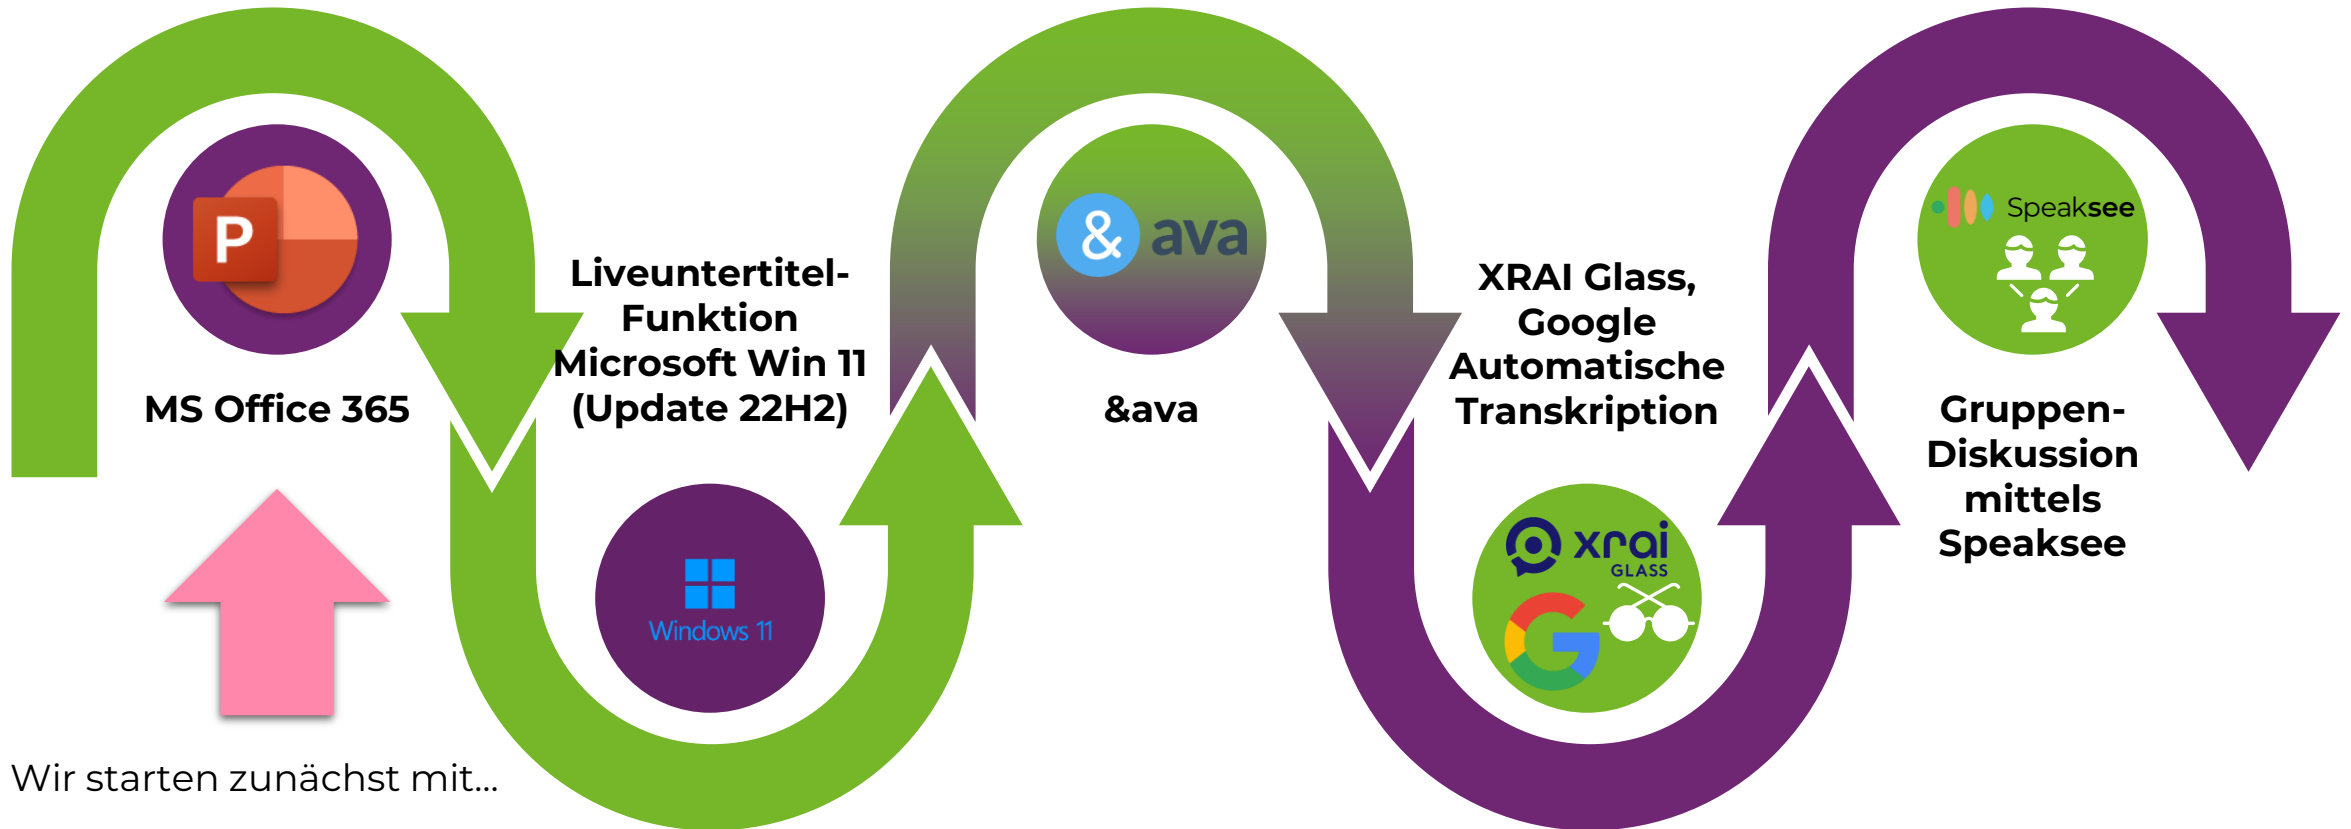 P
MS Office 365
Wir starten zunächst mit...
Liveuntertitel-
Funktion
Microsoft Win 11
(Update 22H2)
Windows 11
& ava
&ava
XRAI Glass,
Google
Automatische
Transkription
xrai
GLASS
G
Speaksee
Gruppen-
Diskussion
mittels
Speaksee